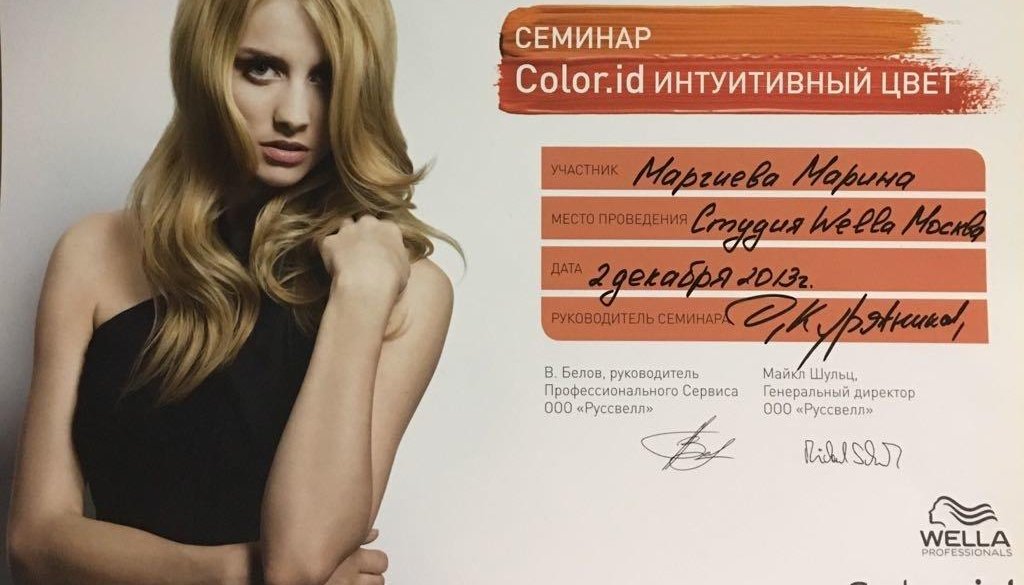 СЕМИНАР
Color.id ИНТУИТИВНЫЙ ЦВЕТ
УЧАСТНИК Маргиева Марина
МЕСТО ПРОВЕДЕНИЯ Студия Wella Москва
ДАТА 2 декабря 2013г.
РУКОВОДИТЕЛЬ СЕМИНАРА
В. Белов, руководитель
Профессионального Сервиса
ООО «Руссвелл»
Майкл Шульц,
Генеральный директор
ООО «Руссвелл»
WELLA
PROFESSIONALS